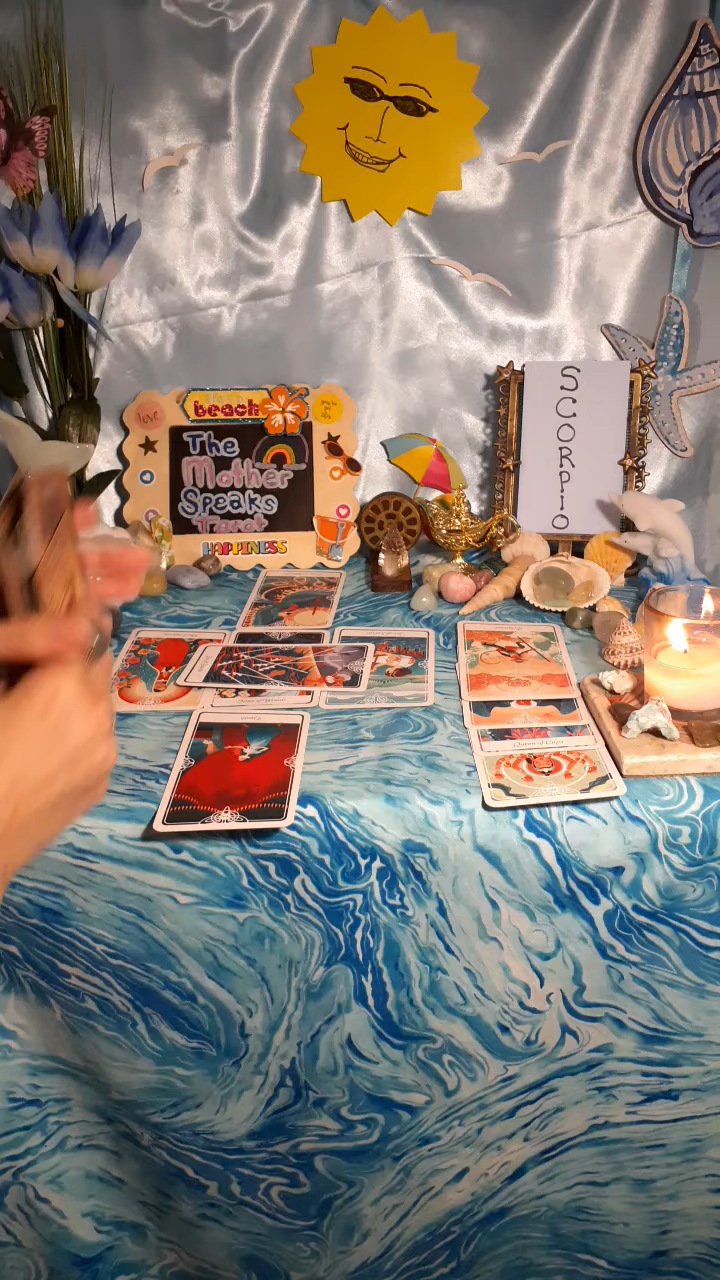 love
beach
The
Mother
Speaks
Tarot
HAPPINESS
SCORPIO
Queen of Cups